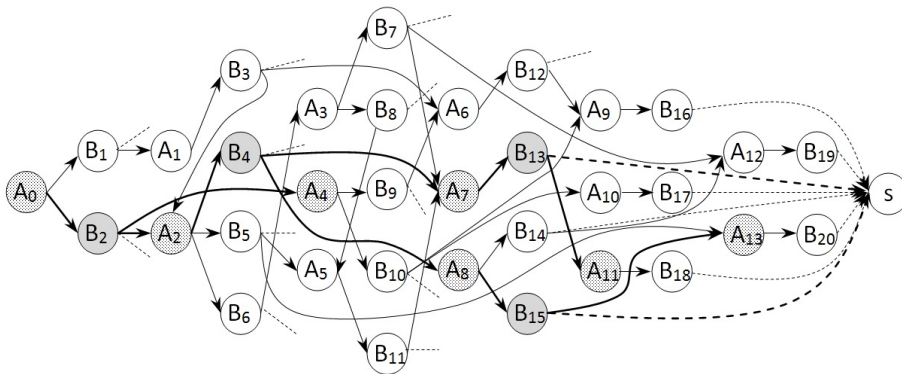 B₇
B₃ B₁₂
A₃ B₈ A₆ A₉ B₁₆
B₁ A₁ B₄ B₁₃ A₁₂ B₁₉
A₀ A₄ B₉ A₇ A₁₀ B₁₇ s
B₂ A₂ B₅ B₁₄ A₁₃ B₂₀
A₅ B₁₀ A₈ A₁₁ B₁₈
B₆ B₁₅
B₁₁